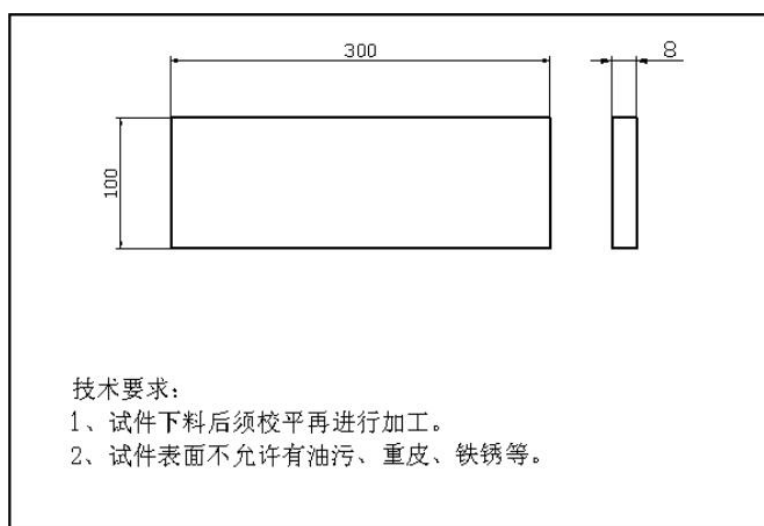 300
8
100
技术要求：
1、试件下料后须校平再进行加工。
2、试件表面不允许有油污、重皮、铁锈等。